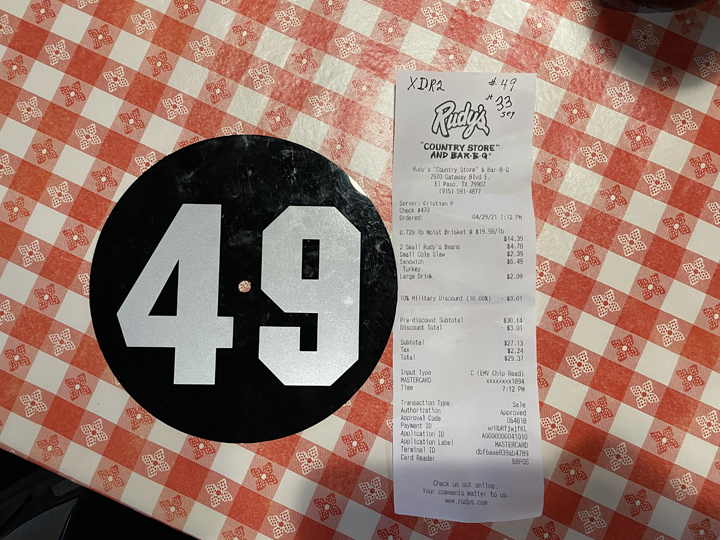 49
XDR2 #49
#33
Rudy's
"COUNTRY STORE"
AND BAR-B-Q®
Rudy's "Country Store" & Bar-B-Q
7970 Gateway Blvd E.
El Paso, TX 79907
(915) 591-4877
Server: Cristian P
Check #470
Ordered: 04/29/21 7:12 PM
0.720 lb Moist Brisket @ $19.98/lb
$14.39
2 Small Rudy's Beans $4.78
Small Cole Slaw $2.39
Sandwich $6.49
Turkey
Large Drink $2.09
10% Military Discount (10.00%) - $3.01
Pre-discount Subtotal $30.14
Discount Total - $3.01
Subtotal $27.13
Tax $2.24
Total $29.37
Input Type C (EMV Chip Read)
MASTERCARD xxxxxxxx1894
Time 7:12 PM
Transaction Type Sale
Authorization Approved
Approval Code 06481B
Payment ID
Application ID A0000000041010
Application Label MASTERCARD
Terminal ID dbf6aae839ab4789
Card Reader BBPOS
Check us out online.
Your comments matter to us.
www.rudys.com